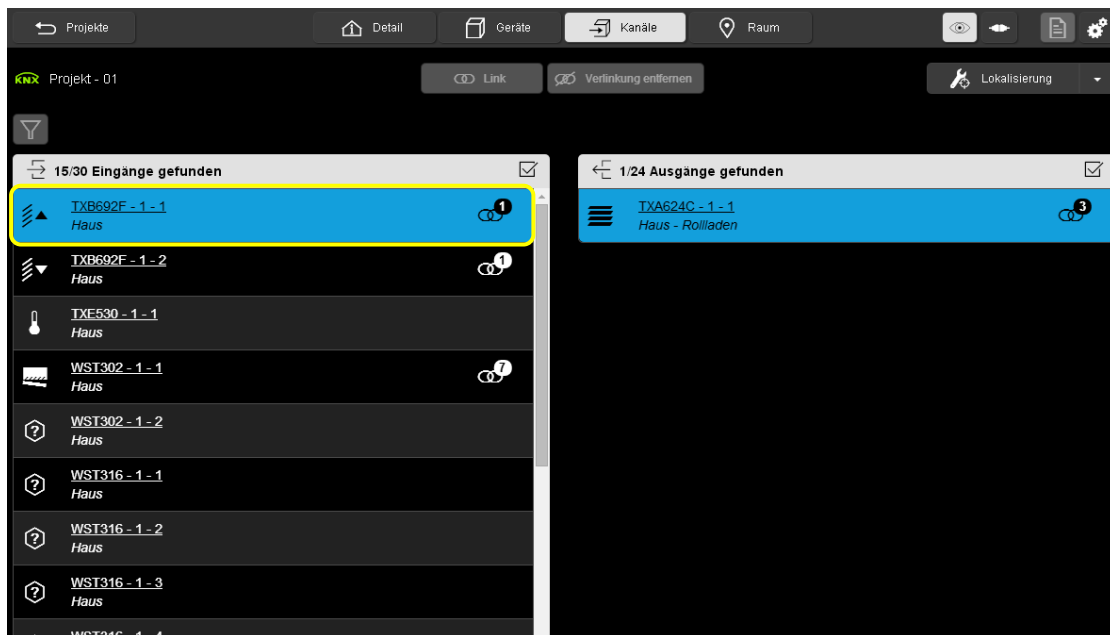 Projekte
Detail
Geräte
Kanäle
Raum
KNX Projekt - 01
Link
Verlinkung entfernen
Lokalisierung
15/30 Eingänge gefunden
TXB692F - 1 - 1
1
Haus
TXB692F - 1 - 2
1
Haus
TXE530 - 1 - 1
Haus
WST302 - 1 - 1
7
Haus
WST302 - 1 - 2
Haus
WST316 - 1 - 1
Haus
WST316 - 1 - 2
Haus
WST316 - 1 - 3
Haus
WST316 - 1 - 4
1/24 Ausgänge gefunden
TXA624C - 1 - 1
3
Haus - Rollladen